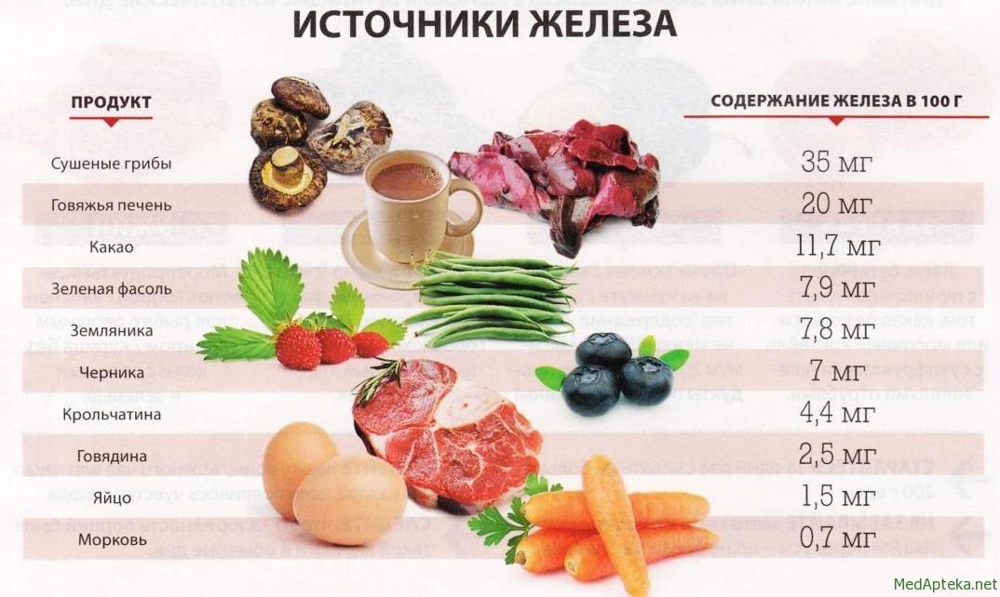 ИСТОЧНИКИ ЖЕЛЕЗА
ПРОДУКТ СОДЕРЖАНИЕ ЖЕЛЕЗА В 100 Г
Сушеные грибы 35 мг
Говяжья печень 20 мг
Какао 11,7 мг
Зеленая фасоль 7,9 мг
Земляника 7,8 мг
Черника 7 мг
Крольчатина 4,4 мг
Говядина 2,5 мг
Яйцо 1,5 мг
Морковь 0,7 мг
MedApteka.net